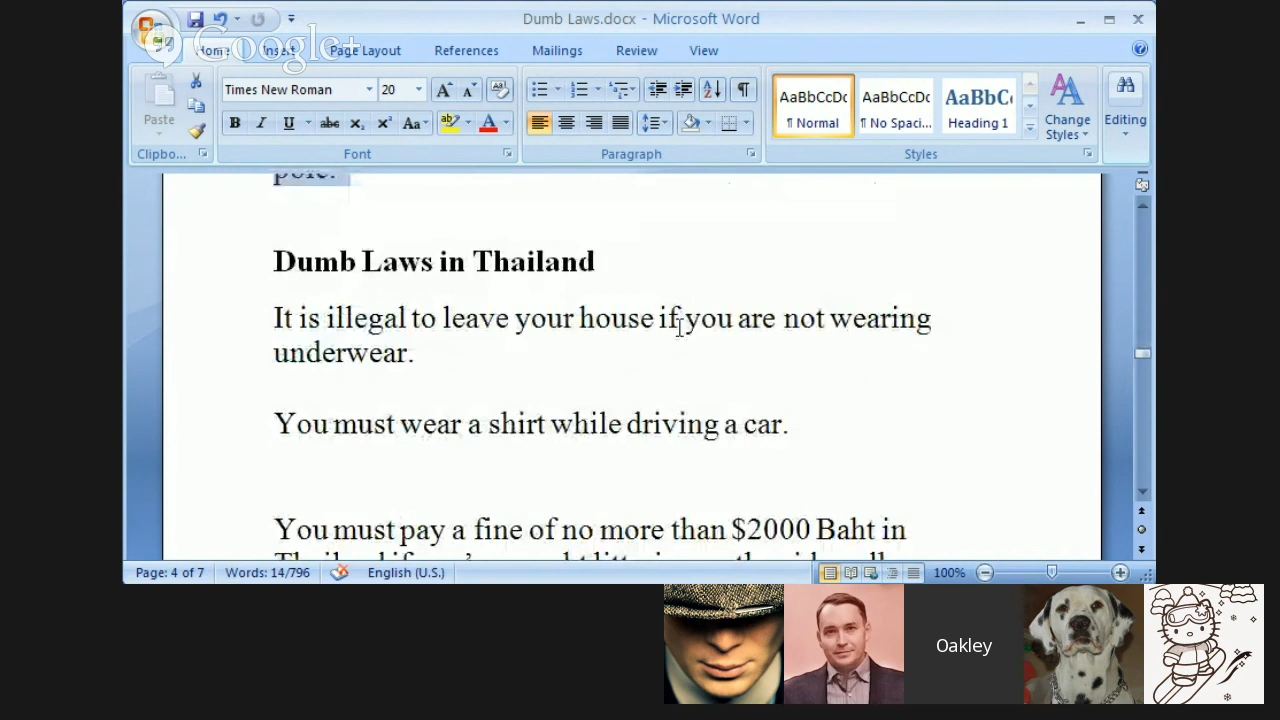 Dumb Laws.docx - Microsoft Word
Google+
Home Insert Page Layout References Mailings Review View
Times New Roman 20
Paste
AaBbCcDc AaBbCcDc AaBbC
¶ Normal ¶ No Spaci... Heading 1
Change Styles
Editing
Clipbo... Font Paragraph Styles
pole.
Dumb Laws in Thailand
It is illegal to leave your house if you are not wearing
underwear.
You must wear a shirt while driving a car.
You must pay a fine of no more than $2000 Baht in
Page: 4 of 7 Words: 14/796 English (U.S.) 100%
Oakley